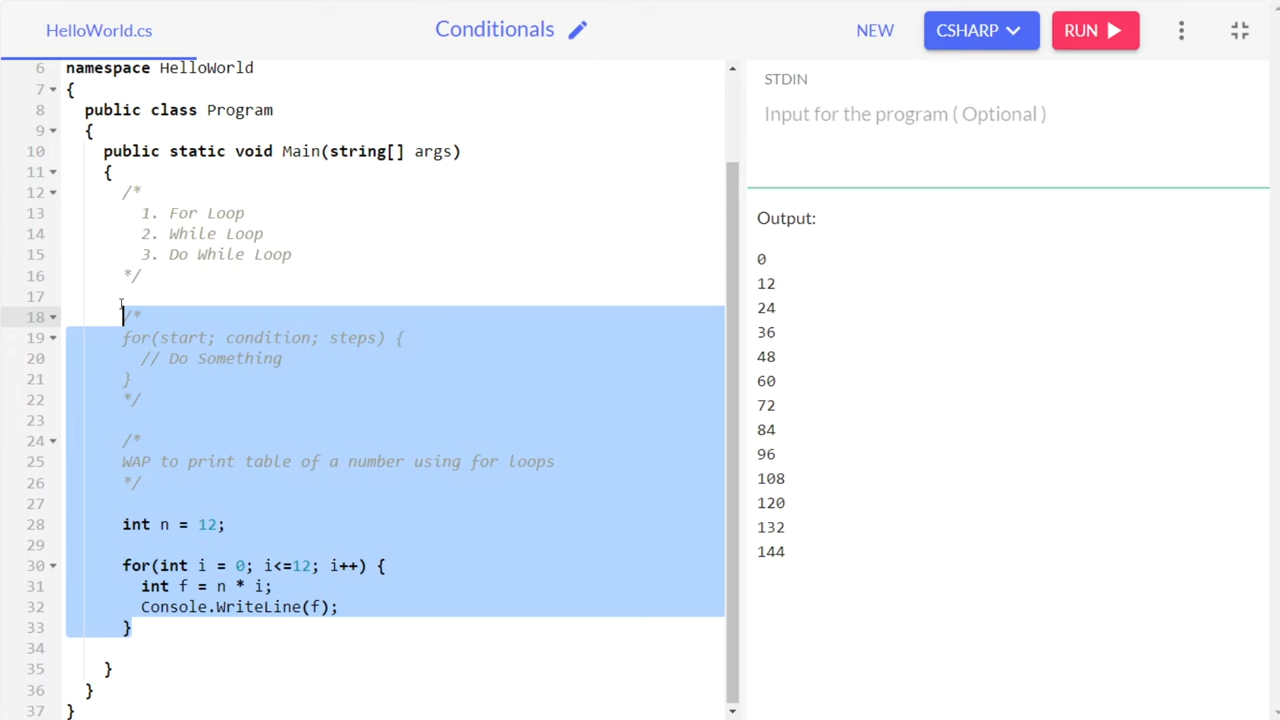 HelloWorld.cs
Conditionals
NEW
CSHARP
RUN
6 namespace HelloWorld
7 {
8 public class Program
9 {
10 public static void Main(string[] args)
11 {
12 /*
13 1. For Loop
14 2. While Loop
15 3. Do While Loop
16 */
17
18 /*
19 for(start; condition; steps) {
20 // Do Something
21 }
22 */
23
24 /*
25 WAP to print table of a number using for loops
26 */
27
28 int n = 12;
29
30 for(int i = 0; i<=12; i++) {
31 int f = n * i;
32 Console.WriteLine(f);
33 }
34
35 }
36 }
37 }
STDIN
Input for the program ( Optional )
Output:
0
12
24
36
48
60
72
84
96
108
120
132
144